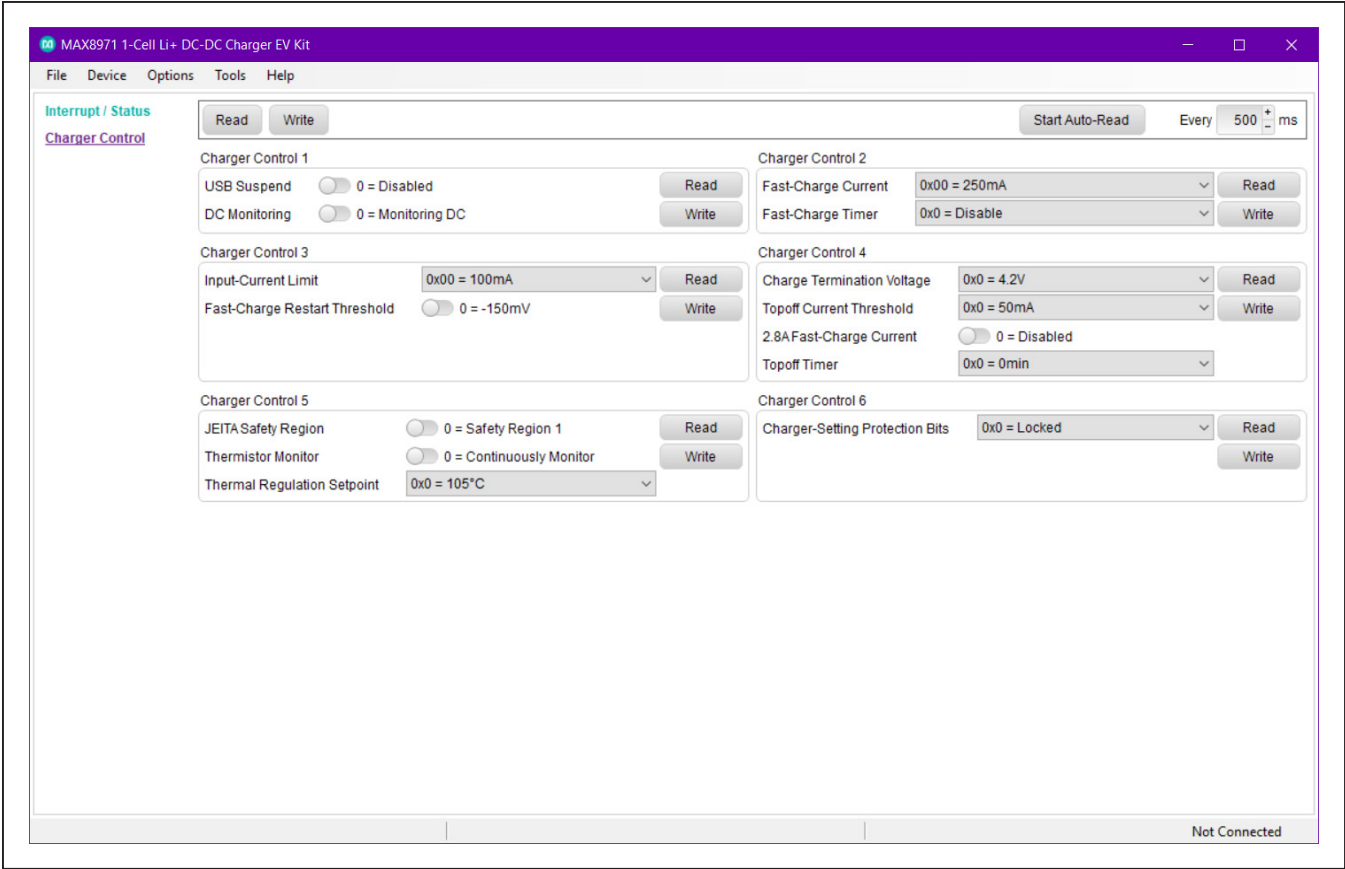 MAX8971 1-Cell Li+ DC-DC Charger EV Kit
File Device Options Tools Help
Interrupt / Status
Charger Control
Read Write Start Auto-Read Every 500 + - ms
Charger Control 1
USB Suspend 0 = Disabled Read
DC Monitoring 0 = Monitoring DC Write
Charger Control 2
Fast-Charge Current 0x00 = 250mA Read
Fast-Charge Timer 0x0 = Disable Write
Charger Control 3
Input-Current Limit 0x00 = 100mA Read
Fast-Charge Restart Threshold 0 = -150mV Write
Charger Control 4
Charge Termination Voltage 0x0 = 4.2V Read
Topoff Current Threshold 0x0 = 50mA Write
2.8A Fast-Charge Current 0 = Disabled
Topoff Timer 0x0 = 0min
Charger Control 5
JEITA Safety Region 0 = Safety Region 1 Read
Thermistor Monitor 0 = Continuously Monitor Write
Thermal Regulation Setpoint 0x0 = 105°C
Charger Control 6
Charger-Setting Protection Bits 0x0 = Locked Read
Write
Not Connected